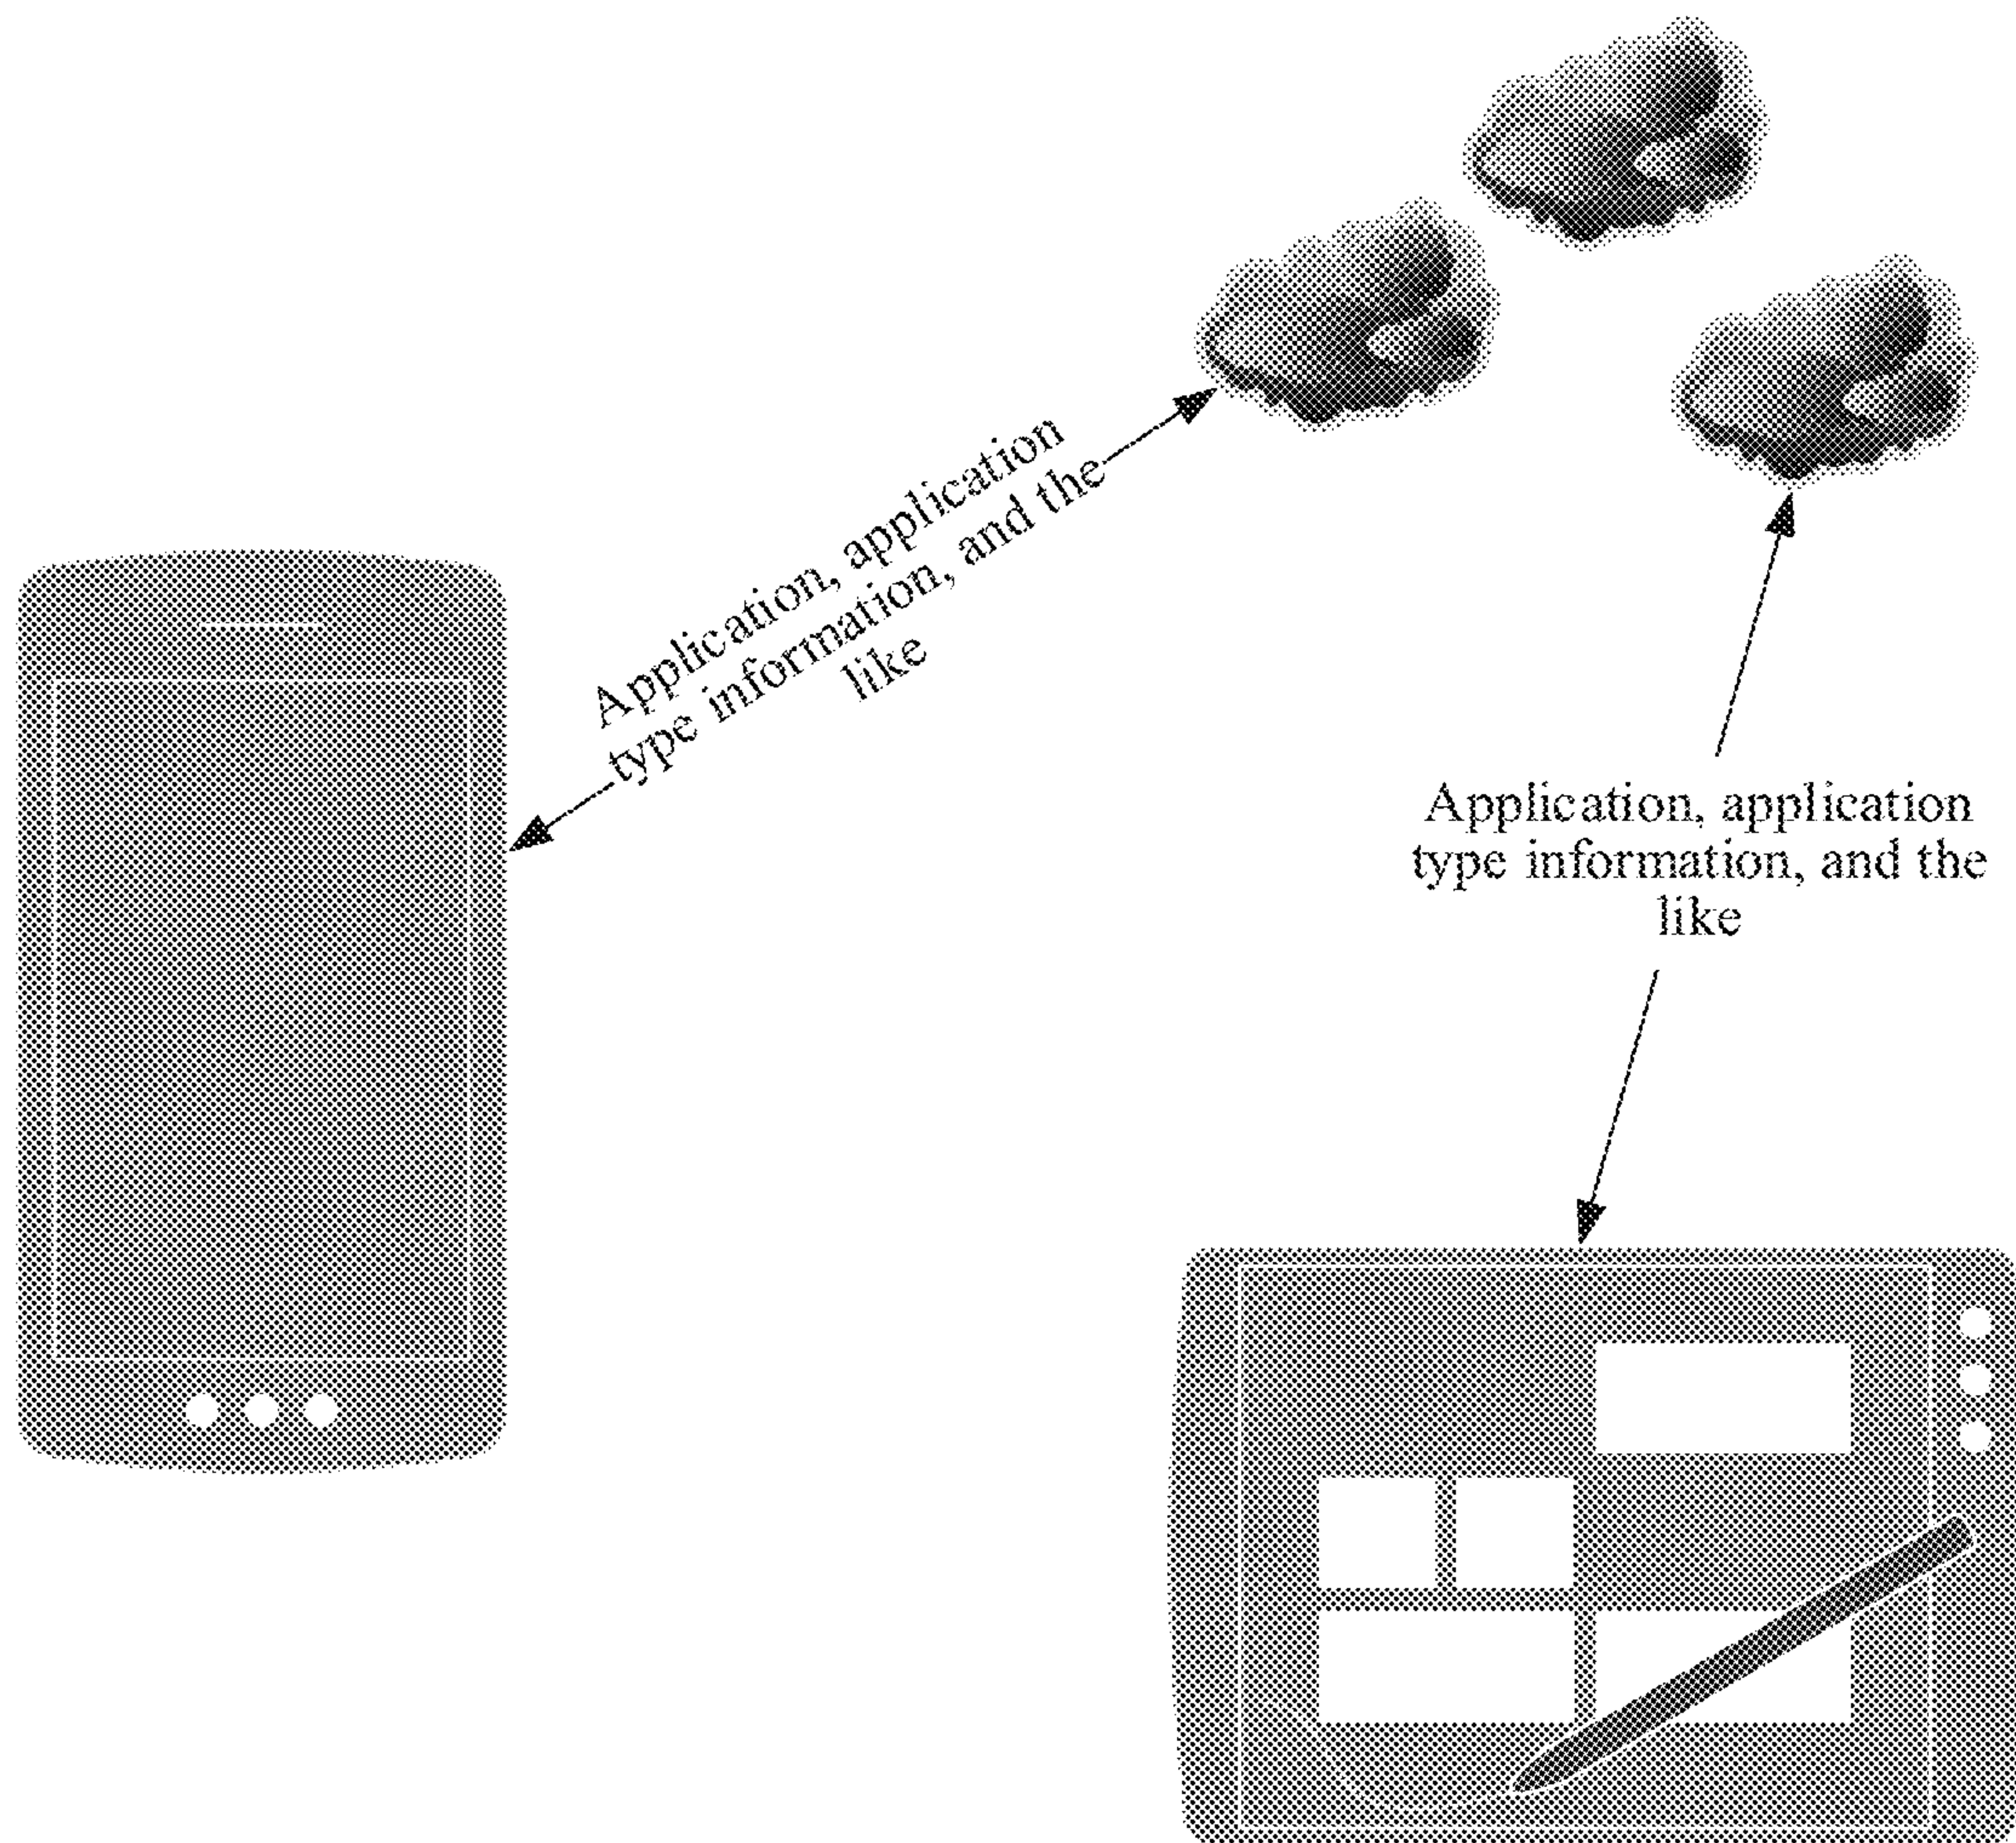 Application, application
type information, and the
like
Application, application
type information, and the
like